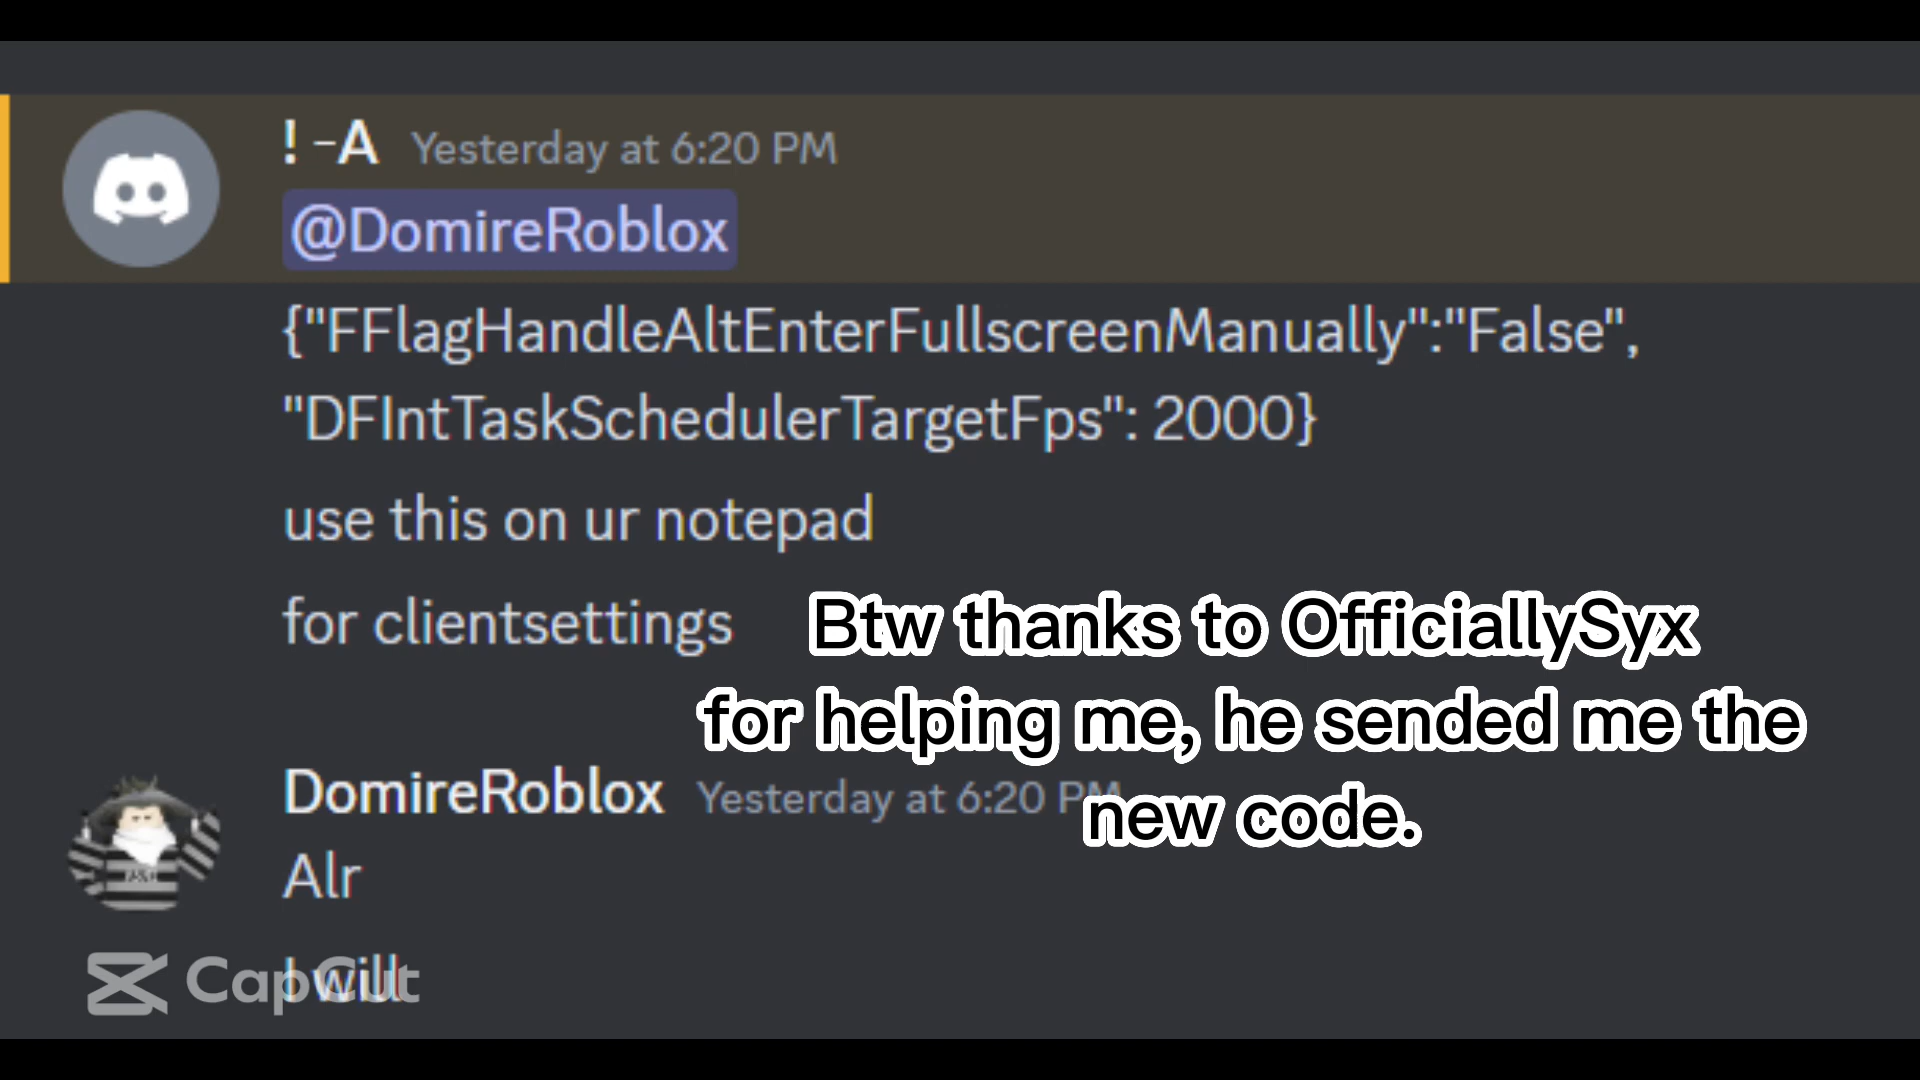 ! -A Yesterday at 6:20 PM
@DomireRoblox
{"FFlagHandleAltEnterFullscreenManually":"False",
"DFIntTaskSchedulerTargetFps": 2000}
use this on ur notepad
for clientsettings
Btw thanks to OfficiallySyx
for helping me, he sended me the
new code.
DomireRoblox Yesterday at 6:20 PM
Alr
I will
CapCut